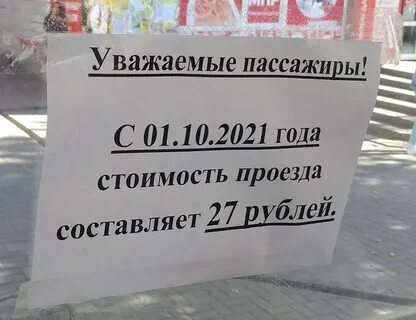 Уважаемые пассажиры!
С 01.10.2021 года
стоимость проезда
составляет 27 рублей.